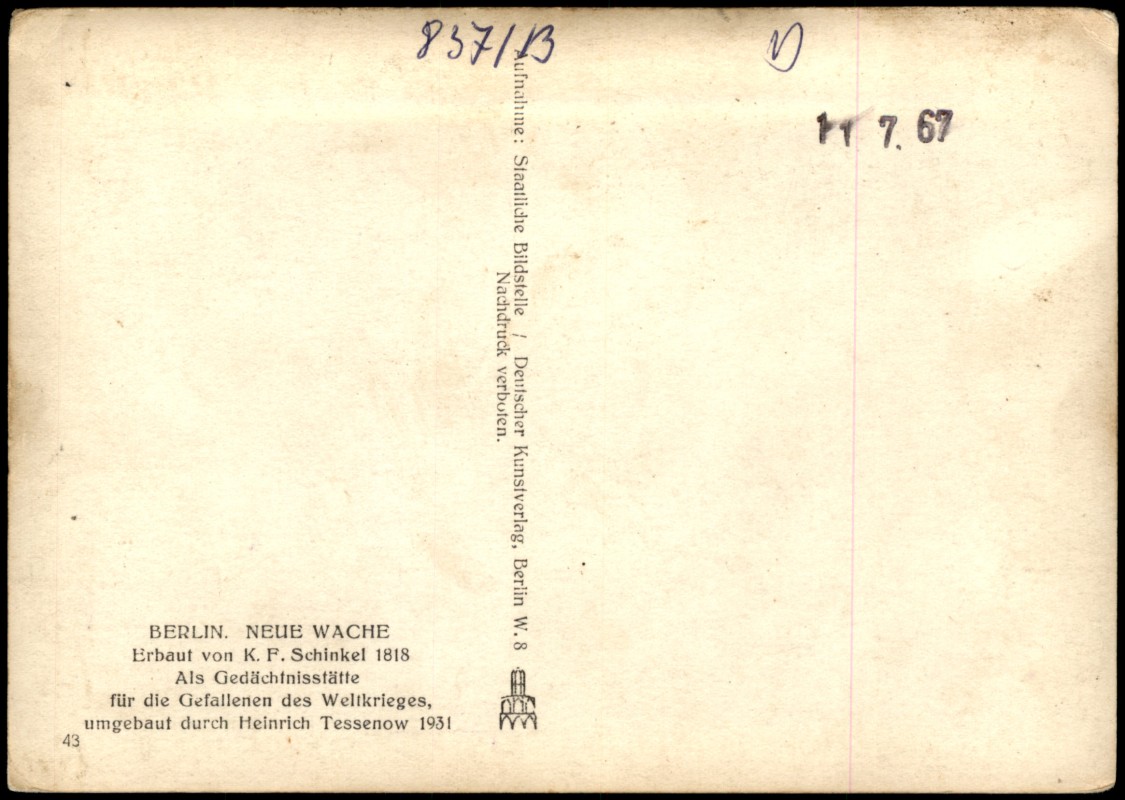 837/B
11 7. 67
Aufnahme: Staatliche Bildstelle / Deutscher Kunstverlag, Berlin W. 8
Nachdruck verboten.
BERLIN. NEUE WACHE
Erbaut von K. F. Schinkel 1818
Als Gedächtnisstätte
für die Gefallenen des Weltkrieges,
umgebaut durch Heinrich Tessenow 1931
43